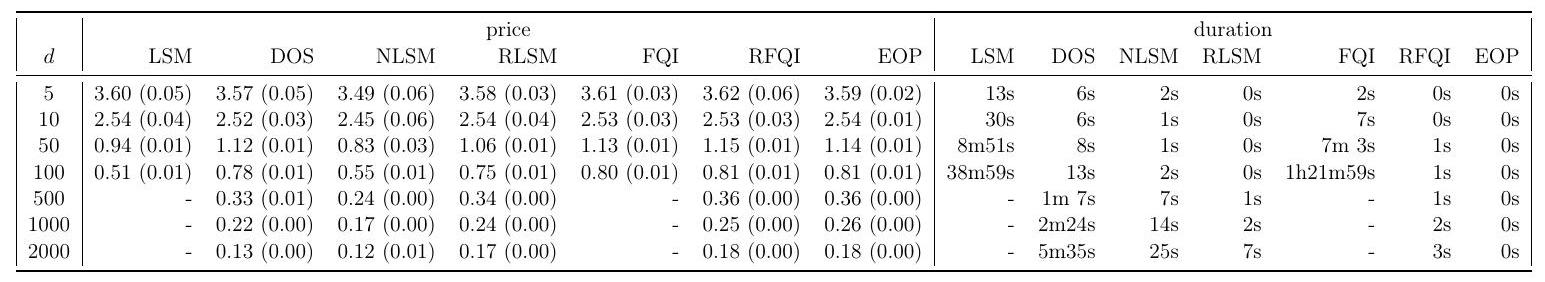 price duration
d LSM DOS NLSM RLSM FQI RFQI EOP LSM DOS NLSM RLSM FQI RFQI EOP
5 3.60 (0.05) 3.57 (0.05) 3.49 (0.06) 3.58 (0.03) 3.61 (0.03) 3.62 (0.06) 3.59 (0.02) 13s 6s 2s 0s 2s 0s 0s
10 2.54 (0.04) 2.52 (0.03) 2.45 (0.06) 2.54 (0.04) 2.53 (0.03) 2.53 (0.03) 2.54 (0.01) 30s 6s 1s 0s 7s 0s 0s
50 0.94 (0.01) 1.12 (0.01) 0.83 (0.03) 1.06 (0.01) 1.13 (0.01) 1.15 (0.01) 1.14 (0.01) 8m51s 8s 1s 0s 7m 3s 1s 0s
100 0.51 (0.01) 0.78 (0.01) 0.55 (0.01) 0.75 (0.01) 0.80 (0.01) 0.81 (0.01) 0.81 (0.01) 38m59s 13s 2s 0s 1h21m59s 1s 0s
500 - 0.33 (0.01) 0.24 (0.00) 0.34 (0.00) - 0.36 (0.00) 0.36 (0.00) - 1m 7s 7s 1s - 1s 0s
1000 - 0.22 (0.00) 0.17 (0.00) 0.24 (0.00) - 0.25 (0.00) 0.26 (0.00) - 2m24s 14s 2s - 2s 0s
2000 - 0.13 (0.00) 0.12 (0.01) 0.17 (0.00) - 0.18 (0.00) 0.18 (0.00) - 5m35s 25s 7s - 3s 0s